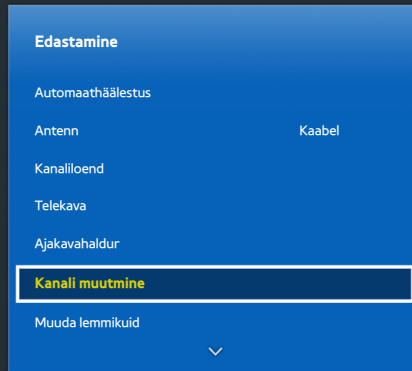 Edastamine
Automaathäälestus
Antenn Kaabel
Kanaliloend
Telekava
Ajakavahaldur
Kanali muutmine
Muuda lemmikuid